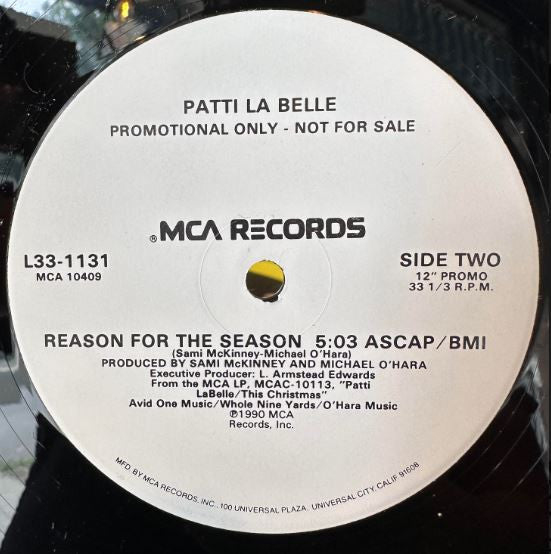 PATTI LA BELLE
PROMOTIONAL ONLY - NOT FOR SALE
®MCA RECORDS
L33-1131
MCA 10409
SIDE TWO
12" PROMO
33 1/3 R.P.M.
REASON FOR THE SEASON 5:03 ASCAP/BMI
(Sami McKinney-Michael O'Hara)
PRODUCED BY SAMI McKINNEY AND MICHAEL O'HARA
Executive Producer: L. Armstead Edwards
From the MCA LP, MCAC-10113, "Patti
LaBelle/This Christmas"
Avid One Music/Whole Nine Yards/O'Hara Music
℗1990 MCA
Records, Inc.
MFD. BY MCA RECORDS, INC., 100 UNIVERSAL PLAZA, UNIVERSAL CITY, CALIF. 91608